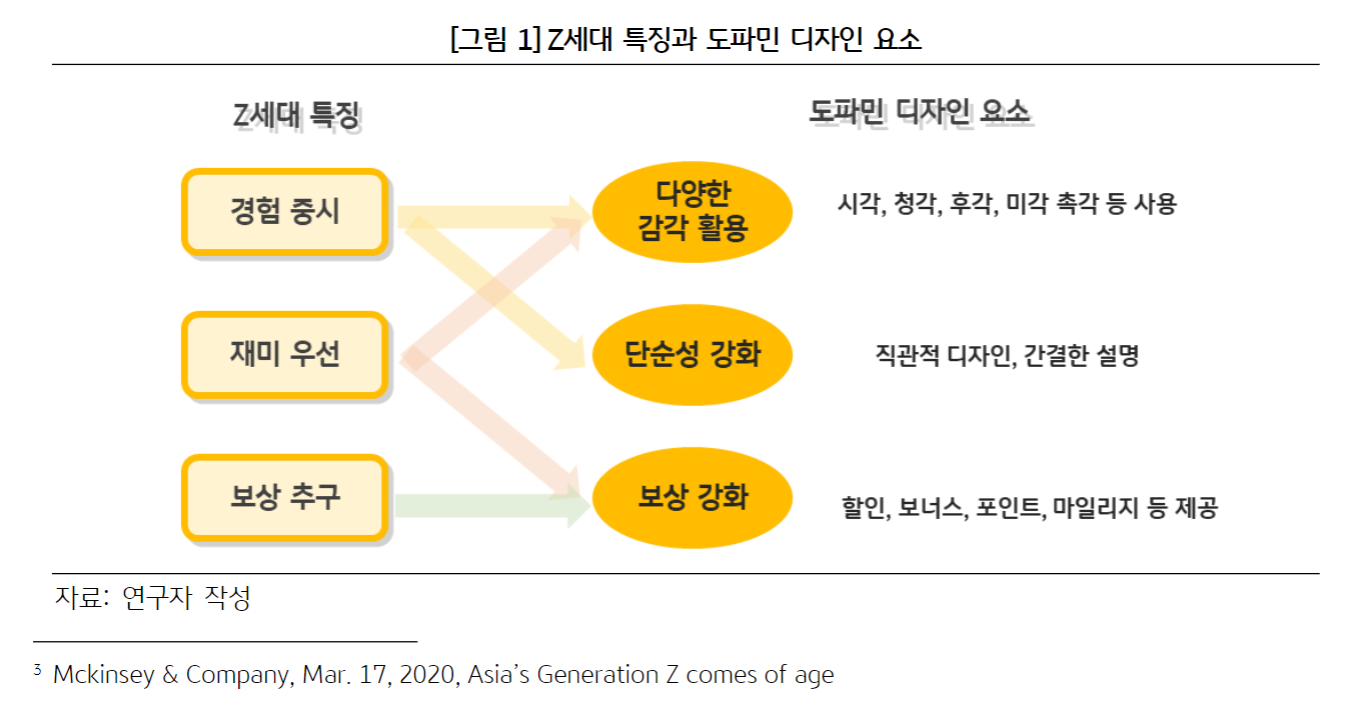 [그림 1] Z세대 특징과 도파민 디자인 요소
Z세대 특징
도파민 디자인 요소
경험 중시
다양한
감각 활용
시각, 청각, 후각, 미각 촉각 등 사용
재미 우선
단순성 강화
직관적 디자인, 간결한 설명
보상 추구
보상 강화
할인, 보너스, 포인트, 마일리지 등 제공
자료: 연구자 작성
3 Mckinsey & Company, Mar. 17, 2020, Asia’s Generation Z comes of age